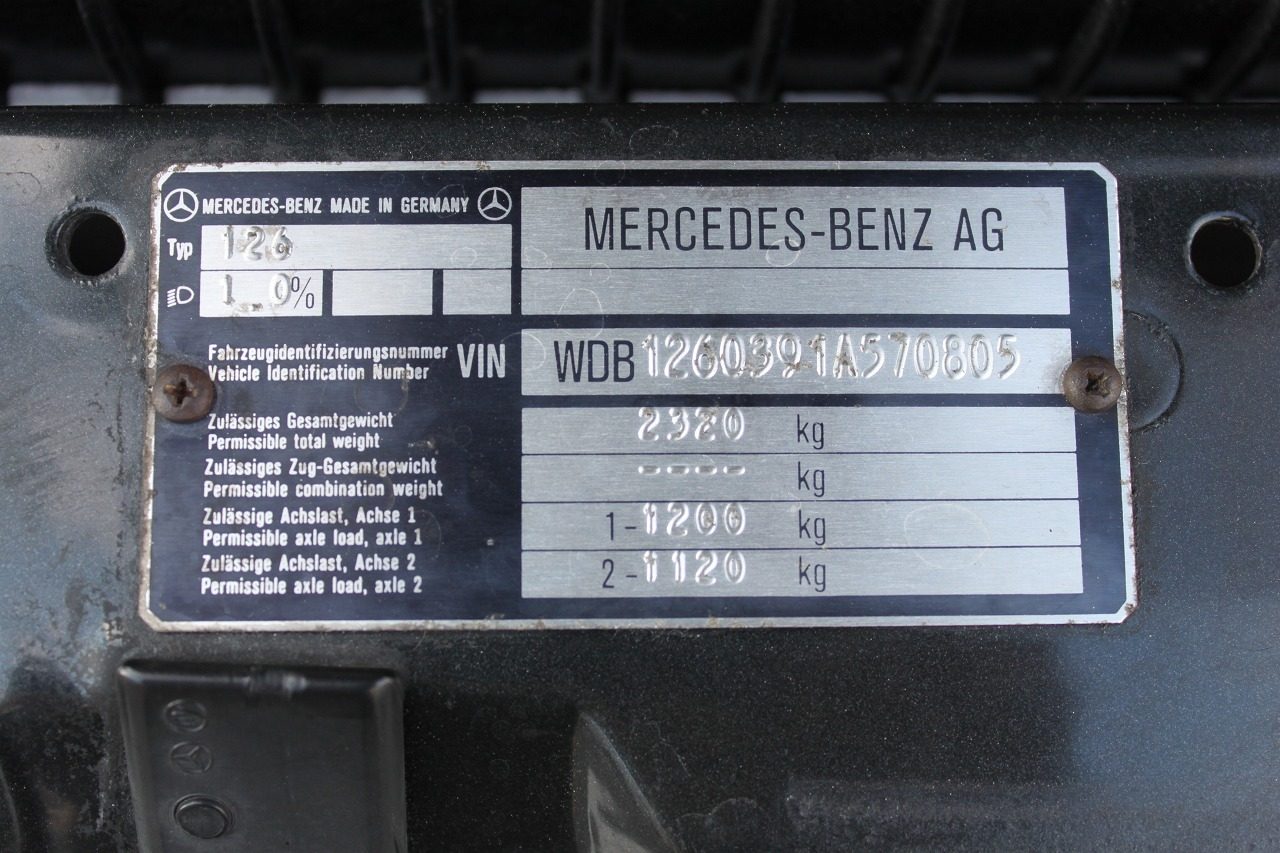 MERCEDES-BENZ MADE IN GERMANY
MERCEDES-BENZ AG
Typ 126
1_0%
Fahrzeugidentifizierungsnummer
Vehicle Identification Number
VIN
WDB1260391A570805
Zulässiges Gesamtgewicht
Permissible total weight
2320 kg
Zulässiges Zug-Gesamtgewicht
Permissible combination weight
---- kg
Zulässige Achslast, Achse 1
Permissible axle load, axle 1
1-1200 kg
Zulässige Achslast, Achse 2
Permissible axle load, axle 2
2-1120 kg